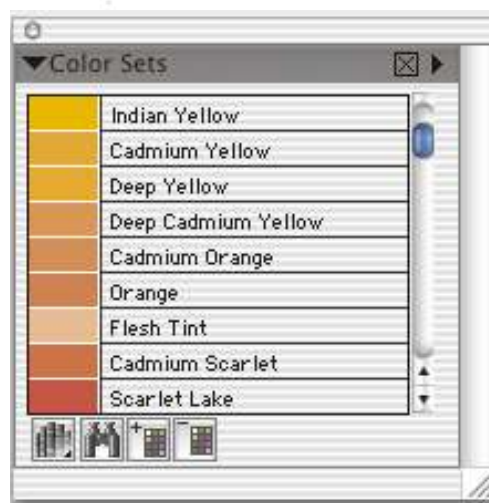 Color Sets
Indian Yellow
Cadmium Yellow
Deep Yellow
Deep Cadmium Yellow
Cadmium Orange
Orange
Flesh Tint
Cadmium Scarlet
Scarlet Lake